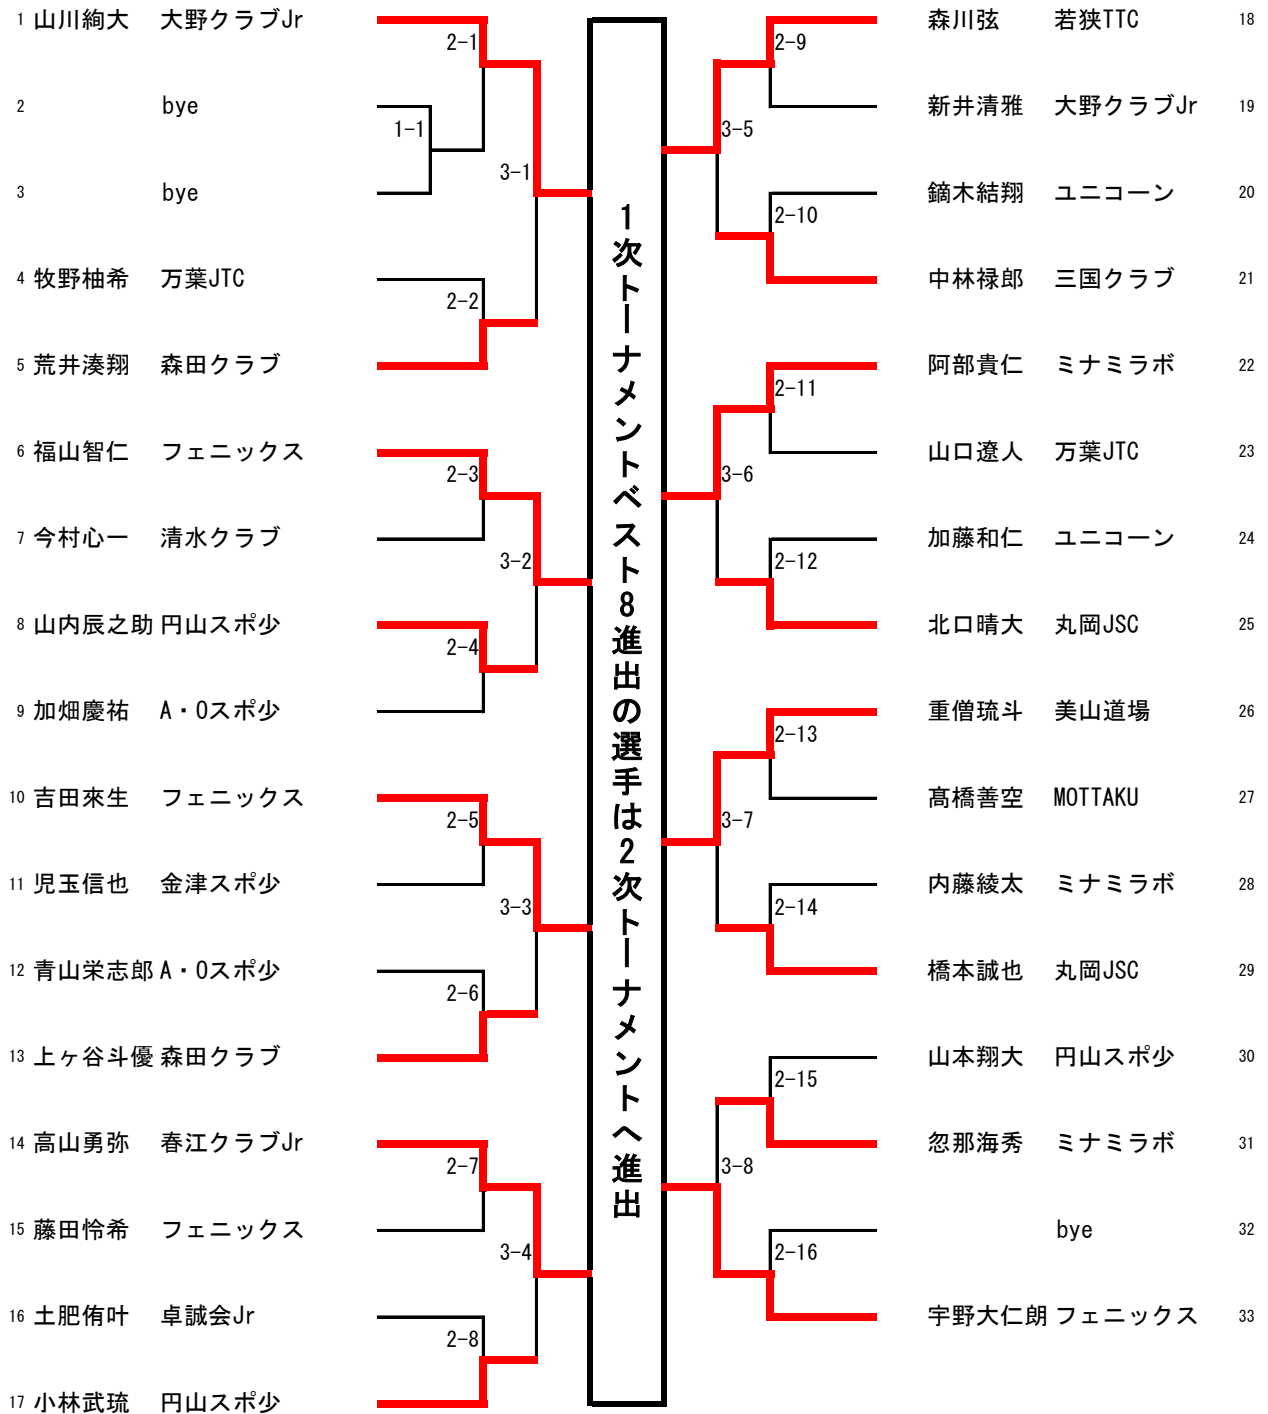 1 山川絢大 大野クラブJr
2-1
2 bye
1-1
3 bye
3-1
4 牧野柚希 万葉JTC
2-2
5 荒井湊翔 森田クラブ
6 福山智仁 フェニックス
2-3
7 今村心一 清水クラブ
3-2
8 山内辰之助 円山スポ少
2-4
9 加畑慶祐 A・Oスポ少
10 吉田來生 フェニックス
2-5
11 児玉信也 金津スポ少
3-3
12 青山栄志郎 A・Oスポ少
2-6
13 上ヶ谷斗優 森田クラブ
14 高山勇弥 春江クラブJr
2-7
15 藤田怜希 フェニックス
3-4
16 土肥侑叶 卓誠会Jr
2-8
17 小林武琉 円山スポ少
1次トーナメントベスト8進出の選手は2次トーナメントへ進出
森川弦 若狭TTC 18
2-9
新井清雅 大野クラブJr 19
3-5
鏑木結翔 ユニコーン 20
2-10
中林禄郎 三国クラブ 21
阿部貴仁 ミナミラボ 22
2-11
山口遼人 万葉JTC 23
3-6
加藤和仁 ユニコーン 24
2-12
北口晴大 丸岡JSC 25
重僧琉斗 美山道場 26
2-13
髙橋善空 MOTTAKU 27
3-7
内藤綾太 ミナミラボ 28
2-14
橋本誠也 丸岡JSC 29
山本翔大 円山スポ少 30
2-15
忽那海秀 ミナミラボ 31
3-8
bye 32
2-16
宇野大仁朗 フェニックス 33